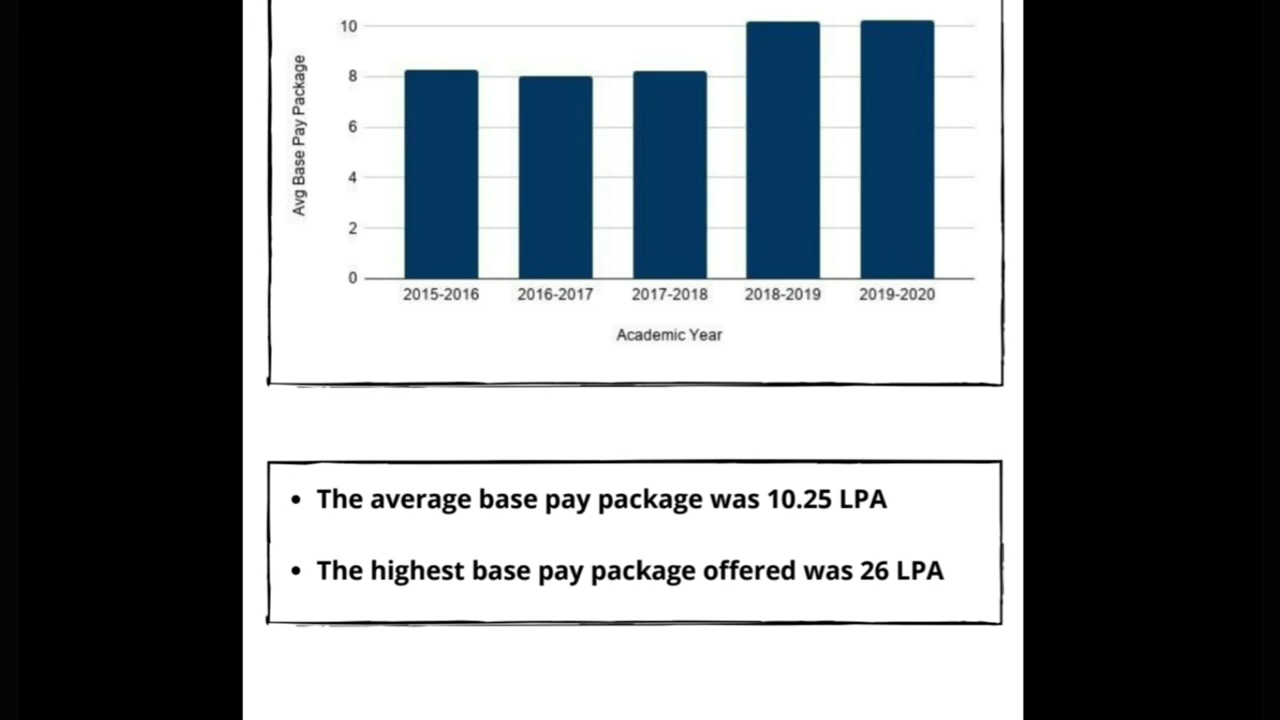 10
8
6
4
2
0
Avg Base Pay Package
2015-2016 2016-2017 2017-2018 2018-2019 2019-2020
Academic Year
• The average base pay package was 10.25 LPA
• The highest base pay package offered was 26 LPA